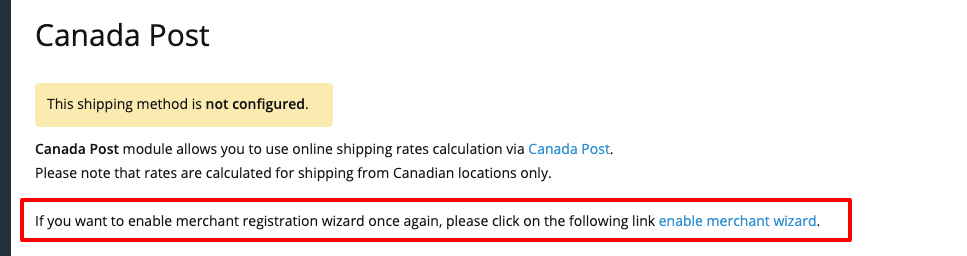 Canada Post
This shipping method is not configured.
Canada Post module allows you to use online shipping rates calculation via Canada Post.
Please note that rates are calculated for shipping from Canadian locations only.
If you want to enable merchant registration wizard once again, please click on the following link enable merchant wizard.